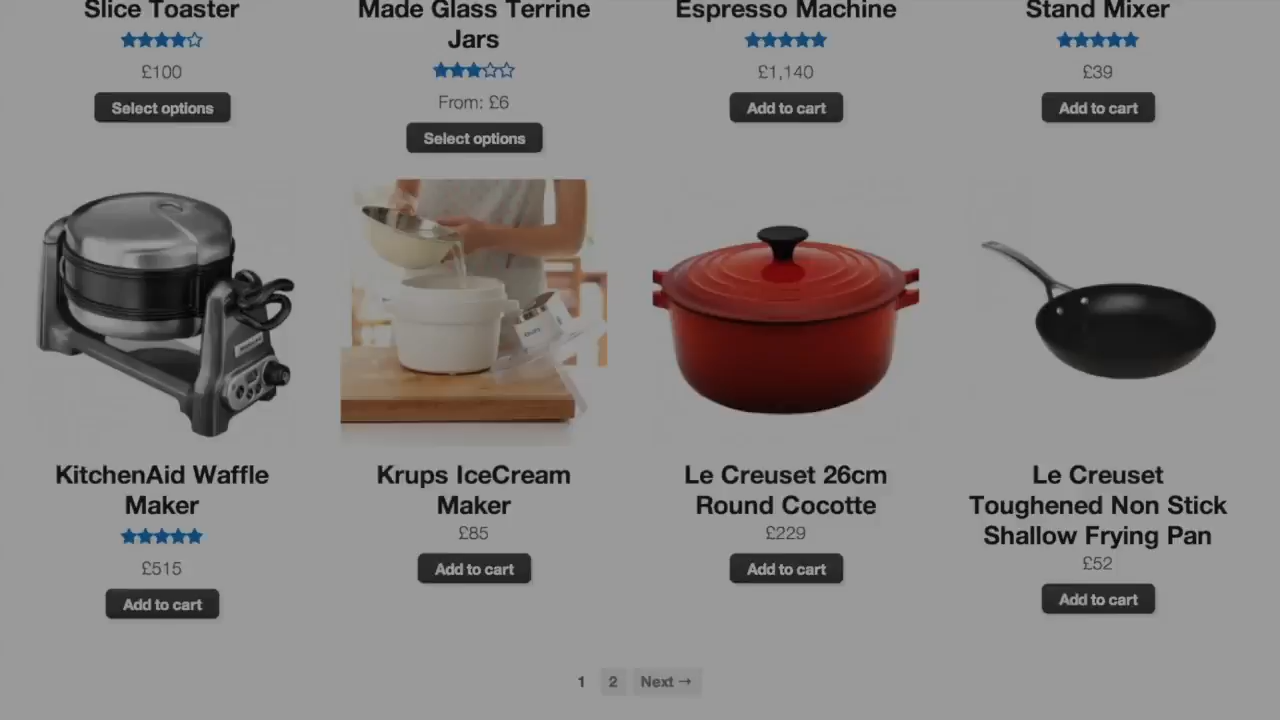 Slice Toaster
£100
Select options
Made Glass Terrine
Jars
From: £6
Select options
Espresso Machine
£1,140
Add to cart
Stand Mixer
£39
Add to cart
KitchenAid Waffle
Maker
£515
Add to cart
Krups IceCream
Maker
£85
Add to cart
Le Creuset 26cm
Round Cocotte
£229
Add to cart
Le Creuset
Toughened Non Stick
Shallow Frying Pan
£52
Add to cart
1 2 Next →